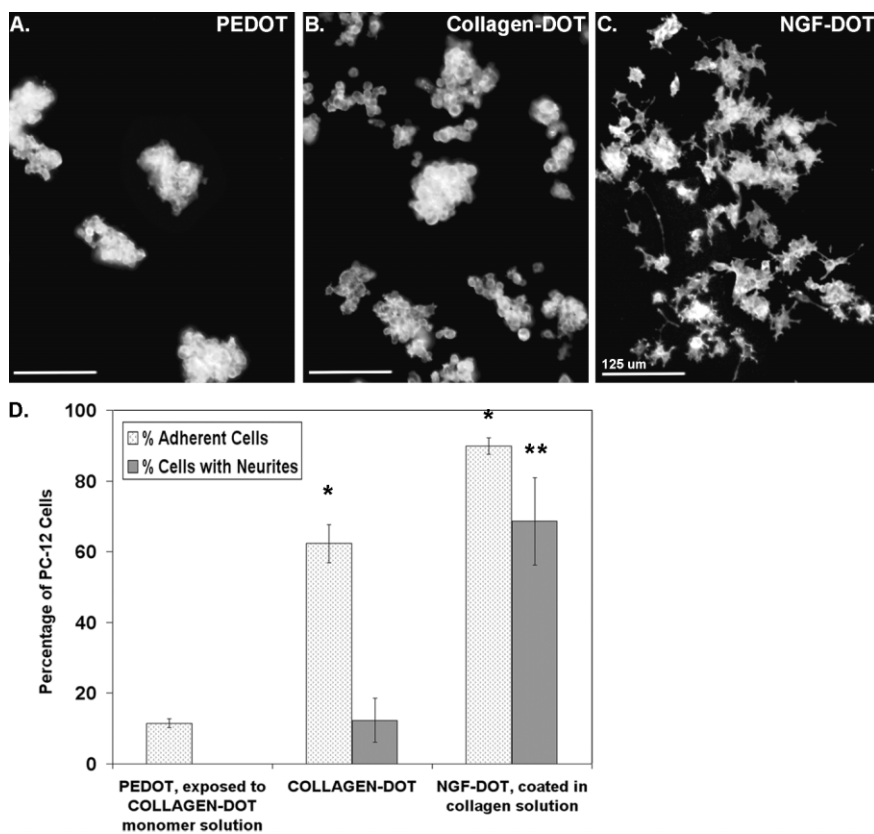 A. PEDOT
B. Collagen-DOT
C. NGF-DOT
125 um
D.
100
80
60
40
20
0
Percentage of PC-12 Cells
% Adherent Cells
% Cells with Neurites
*
*
**
PEDOT, exposed to
COLLAGEN-DOT
monomer solution
COLLAGEN-DOT
NGF-DOT, coated in
collagen solution